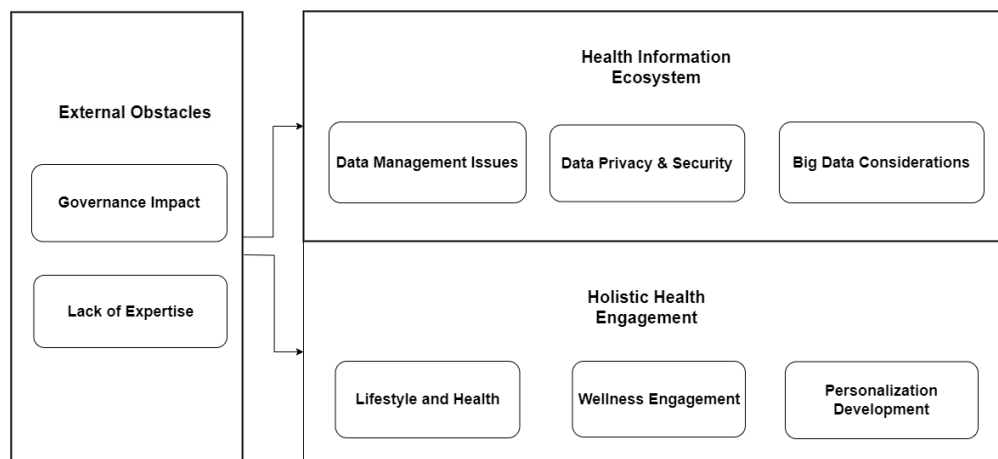 External Obstacles
Governance Impact
Lack of Expertise
Health Information
Ecosystem
Data Management Issues
Data Privacy & Security
Big Data Considerations
Holistic Health
Engagement
Lifestyle and Health
Wellness Engagement
Personalization
Development